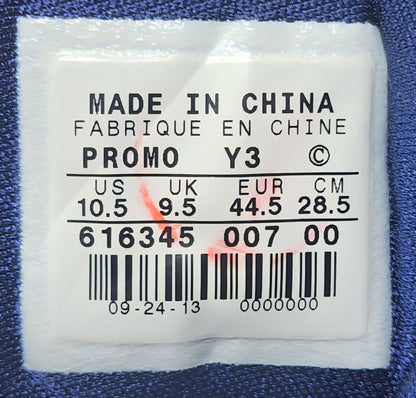 MADE IN CHINA
FABRIQUE EN CHINE
PROMO Y3 ©
US UK EUR CM
10.5 9.5 44.5 28.5
616345 007 00
09-24-13 0000000